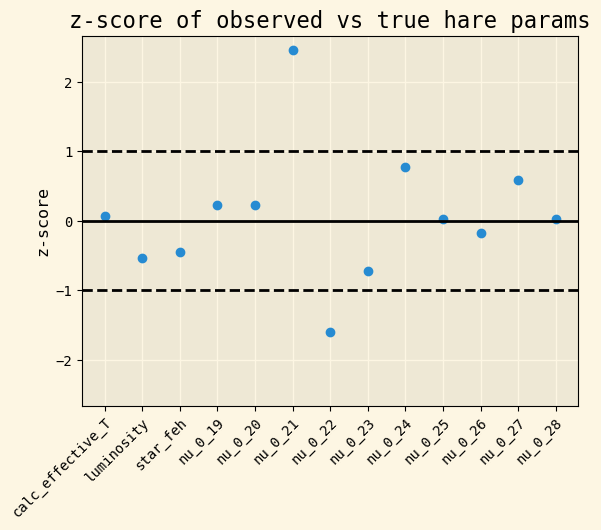 z-score of observed vs true hare params
z-score
2
1
0
−1
−2
calc_effective_T
luminosity
star_feh
nu_0_19
nu_0_20
nu_0_21
nu_0_22
nu_0_23
nu_0_24
nu_0_25
nu_0_26
nu_0_27
nu_0_28